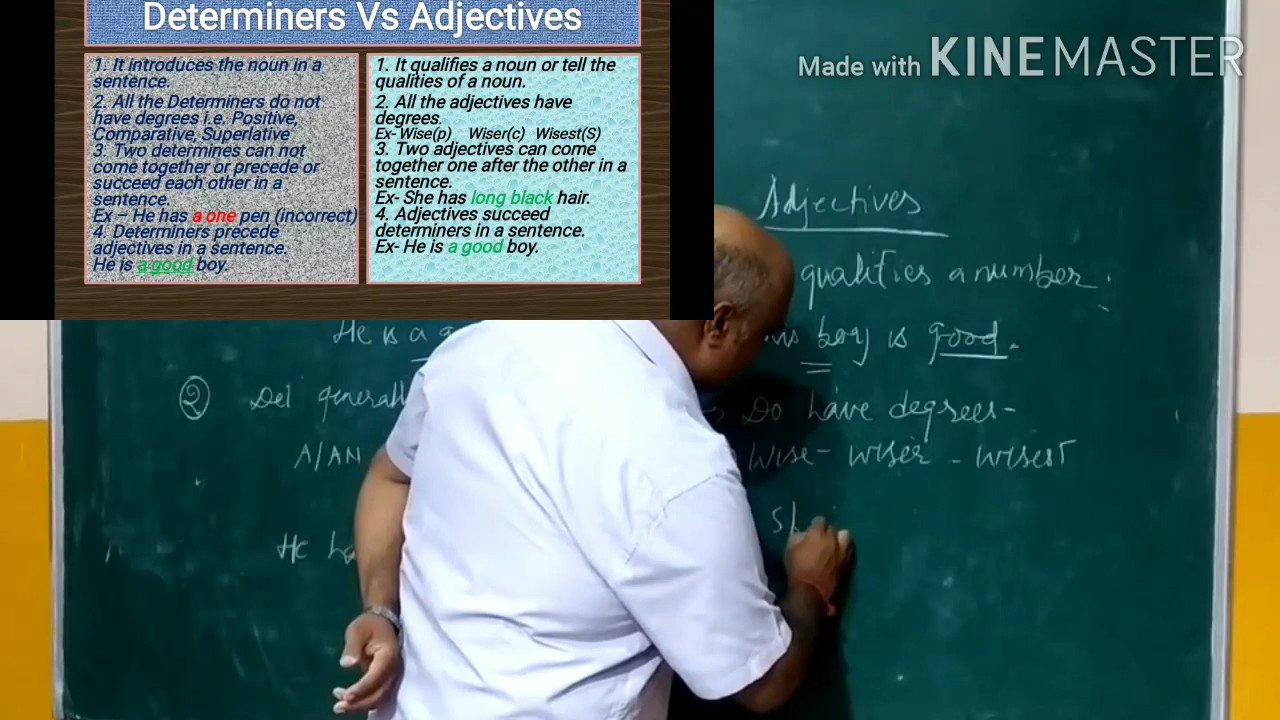 Determiners Vs Adjectives
1. It introduces the noun in a
sentence.
2. All the Determiners do not
have degrees i.e. Positive,
Comparative, Superlative
3. Two determines can not
come together or precede or
succeed each other in a
sentence.
Ex – He has a one pen (incorrect)
4. Determiners precede
adjectives in a sentence.
He is a good boy.
1. It qualifies a noun or tell the
qualities of a noun.
2. All the adjectives have
degrees.
Ex- Wise(p) Wiser(c) Wisest(S)
3. Two adjectives can come
together one after the other in a
sentence.
Ex- She has long black hair.
4. Adjectives succeed
determiners in a sentence.
Ex- He is a good boy.
Made with KINEMASTER
Adjectives
qualities a number.
He is a
boy is good.
2 Det
Do have degrees-
A/AN
Wise - wiser - wisest
He